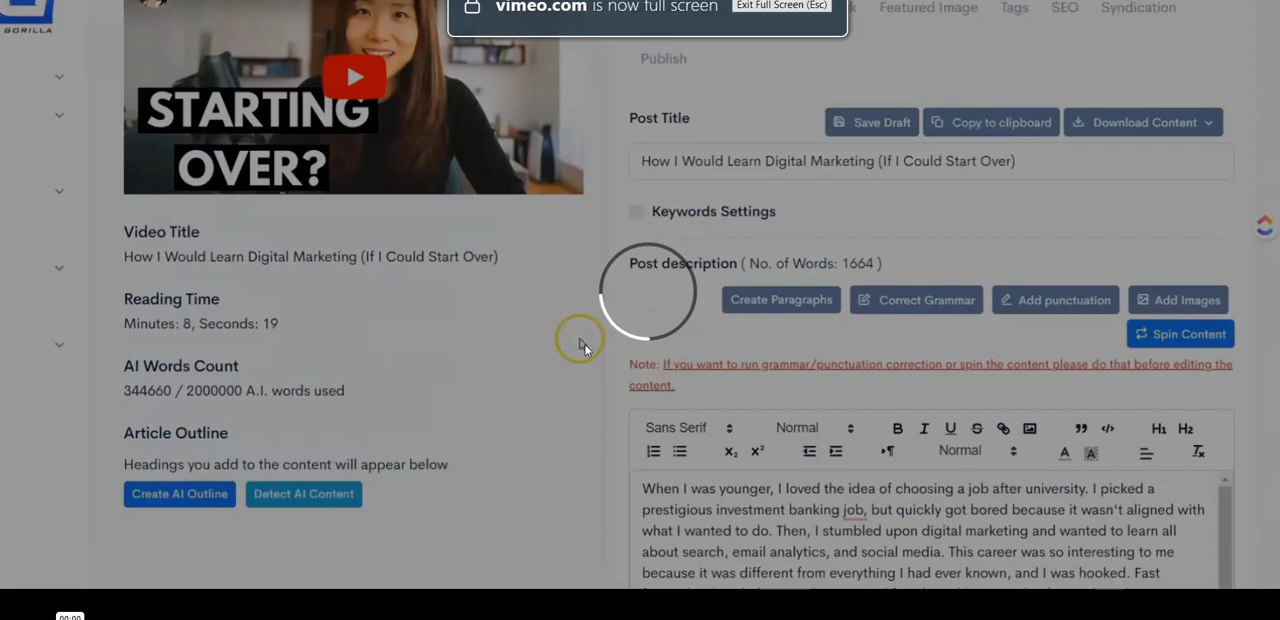 vimeo.com is now full screen
Exit Full Screen (Esc)
GORILLA
Featured Image Tags SEO Syndication
Publish
STARTING
OVER?
Post Title
Save Draft Copy to clipboard Download Content
How I Would Learn Digital Marketing (If I Could Start Over)
Keywords Settings
Video Title
How I Would Learn Digital Marketing (If I Could Start Over)
Post description ( No. of Words: 1664 )
Reading Time
Minutes: 8, Seconds: 19
Create Paragraphs Correct Grammar Add punctuation Add Images
Spin Content
AI Words Count
344660 / 2000000 A.I. words used
Note: If you want to run grammar/punctuation correction or spin the content please do that before editing the
content.
Article Outline
Headings you add to the content will appear below
Create AI Outline Detect AI Content
Sans Serif Normal B I U S H1 H2
X2 X2 Normal A A Tx
When I was younger, I loved the idea of choosing a job after university. I picked a
prestigious investment banking job, but quickly got bored because it wasn't aligned with
what I wanted to do. Then, I stumbled upon digital marketing and wanted to learn all
about search, email analytics, and social media. This career was so interesting to me
because it was different from everything I had ever known, and I was hooked. Fast
00:00